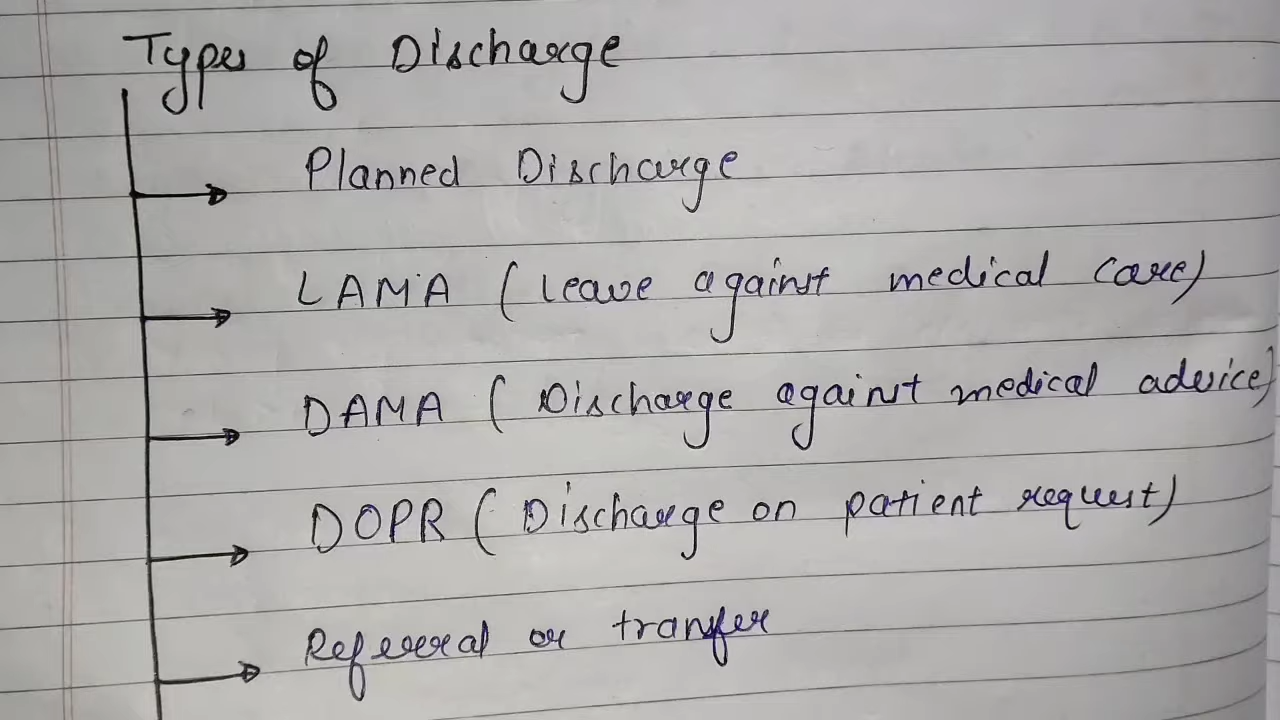 Types of Discharge
Planned Discharge
LAMA (Leave against medical care)
DAMA (Discharge against medical advice)
DOPR (Discharge on patient request)
Referral or transfer